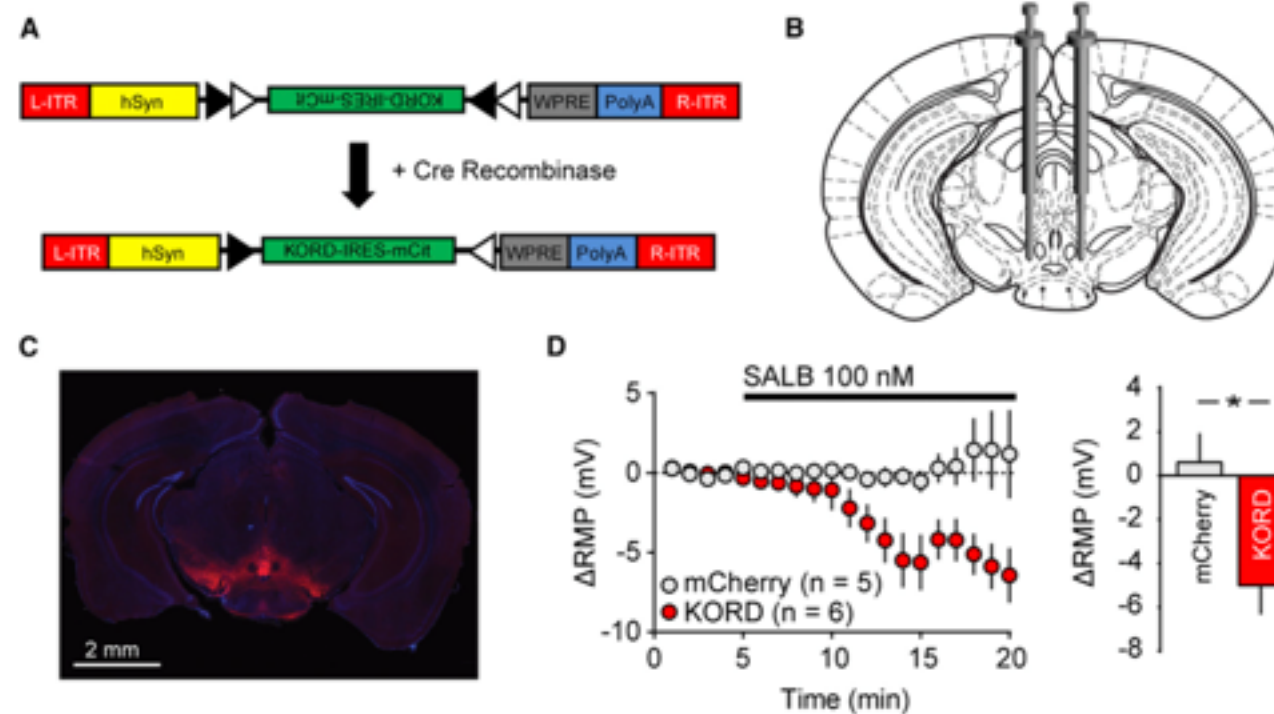 A
L-ITR hSyn KORD-IRES-mCit WPRE PolyA R-ITR
+ Cre Recombinase
L-ITR hSyn KORD-IRES-mCit WPRE PolyA R-ITR
B
C
2 mm
D
SALB 100 nM
5
0
-5
-10
ΔRMP (mV)
mCherry (n = 5)
KORD (n = 6)
0 5 10 15 20
Time (min)
4
2
0
-2
-4
-6
-8
ΔRMP (mV)
*
mCherry
KORD